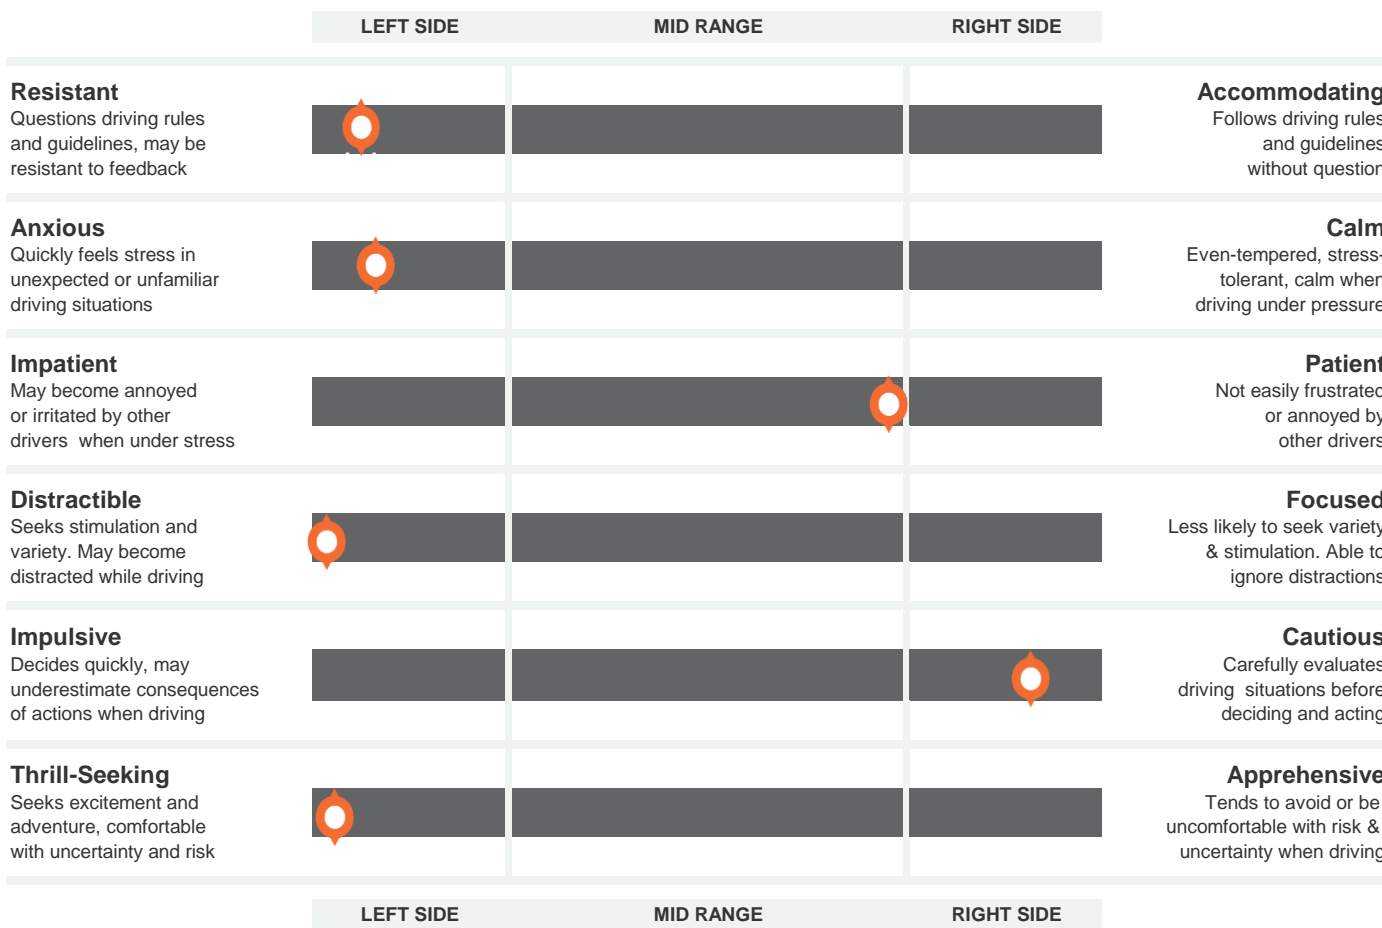 LEFT SIDE MID RANGE RIGHT SIDE
Resistant
Questions driving rules
and guidelines, may be
resistant to feedback
Accommodating
Follows driving rules
and guidelines
without question
Anxious
Quickly feels stress in
unexpected or unfamiliar
driving situations
Calm
Even-tempered, stress-
tolerant, calm when
driving under pressure
Impatient
May become annoyed
or irritated by other
drivers when under stress
Patient
Not easily frustrated
or annoyed by
other drivers
Distractible
Seeks stimulation and
variety. May become
distracted while driving
Focused
Less likely to seek variety
& stimulation. Able to
ignore distractions
Impulsive
Decides quickly, may
underestimate consequences
of actions when driving
Cautious
Carefully evaluates
driving situations before
deciding and acting
Thrill-Seeking
Seeks excitement and
adventure, comfortable
with uncertainty and risk
Apprehensive
Tends to avoid or be
uncomfortable with risk &
uncertainty when driving
LEFT SIDE MID RANGE RIGHT SIDE